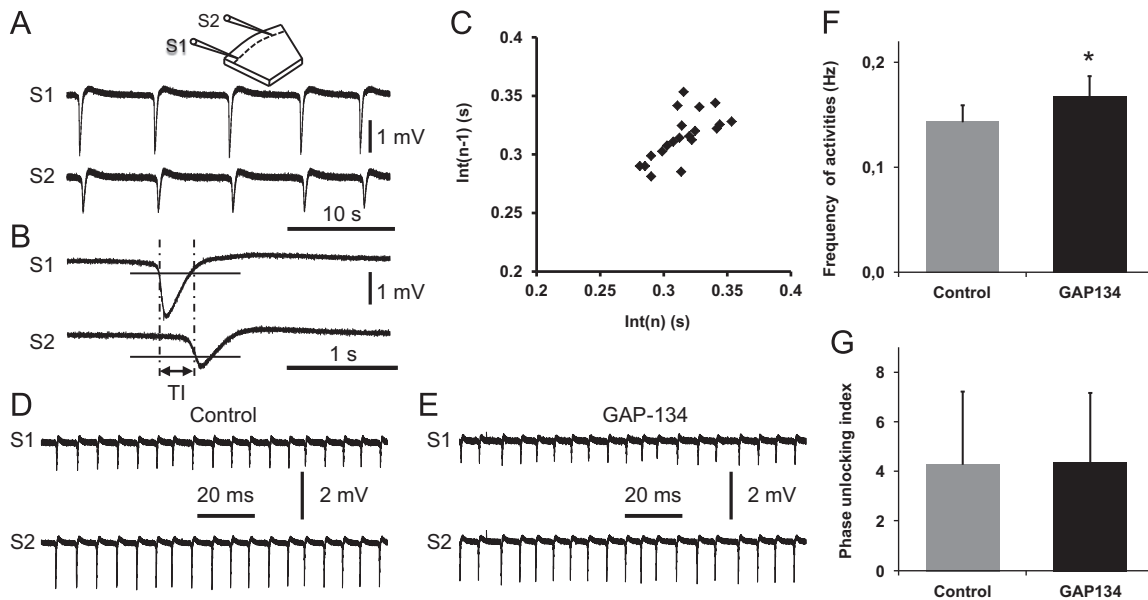 A
S2
S1
S1
1 mV
S2
10 s
B
S1
1 mV
S2
1 s
TI
C
Int(n-1) (s)
0.4
0.35
0.3
0.25
0.2
0.2
0.25
0.3
0.35
0.4
Int(n) (s)
D
Control
S1
20 ms
2 mV
S2
E
GAP-134
S1
20 ms
2 mV
S2
F
Frequency of activities (Hz)
0,2
*
0,1
0,0
Control
GAP134
G
Phase unlocking index
8
6
4
2
0
Control
GAP134